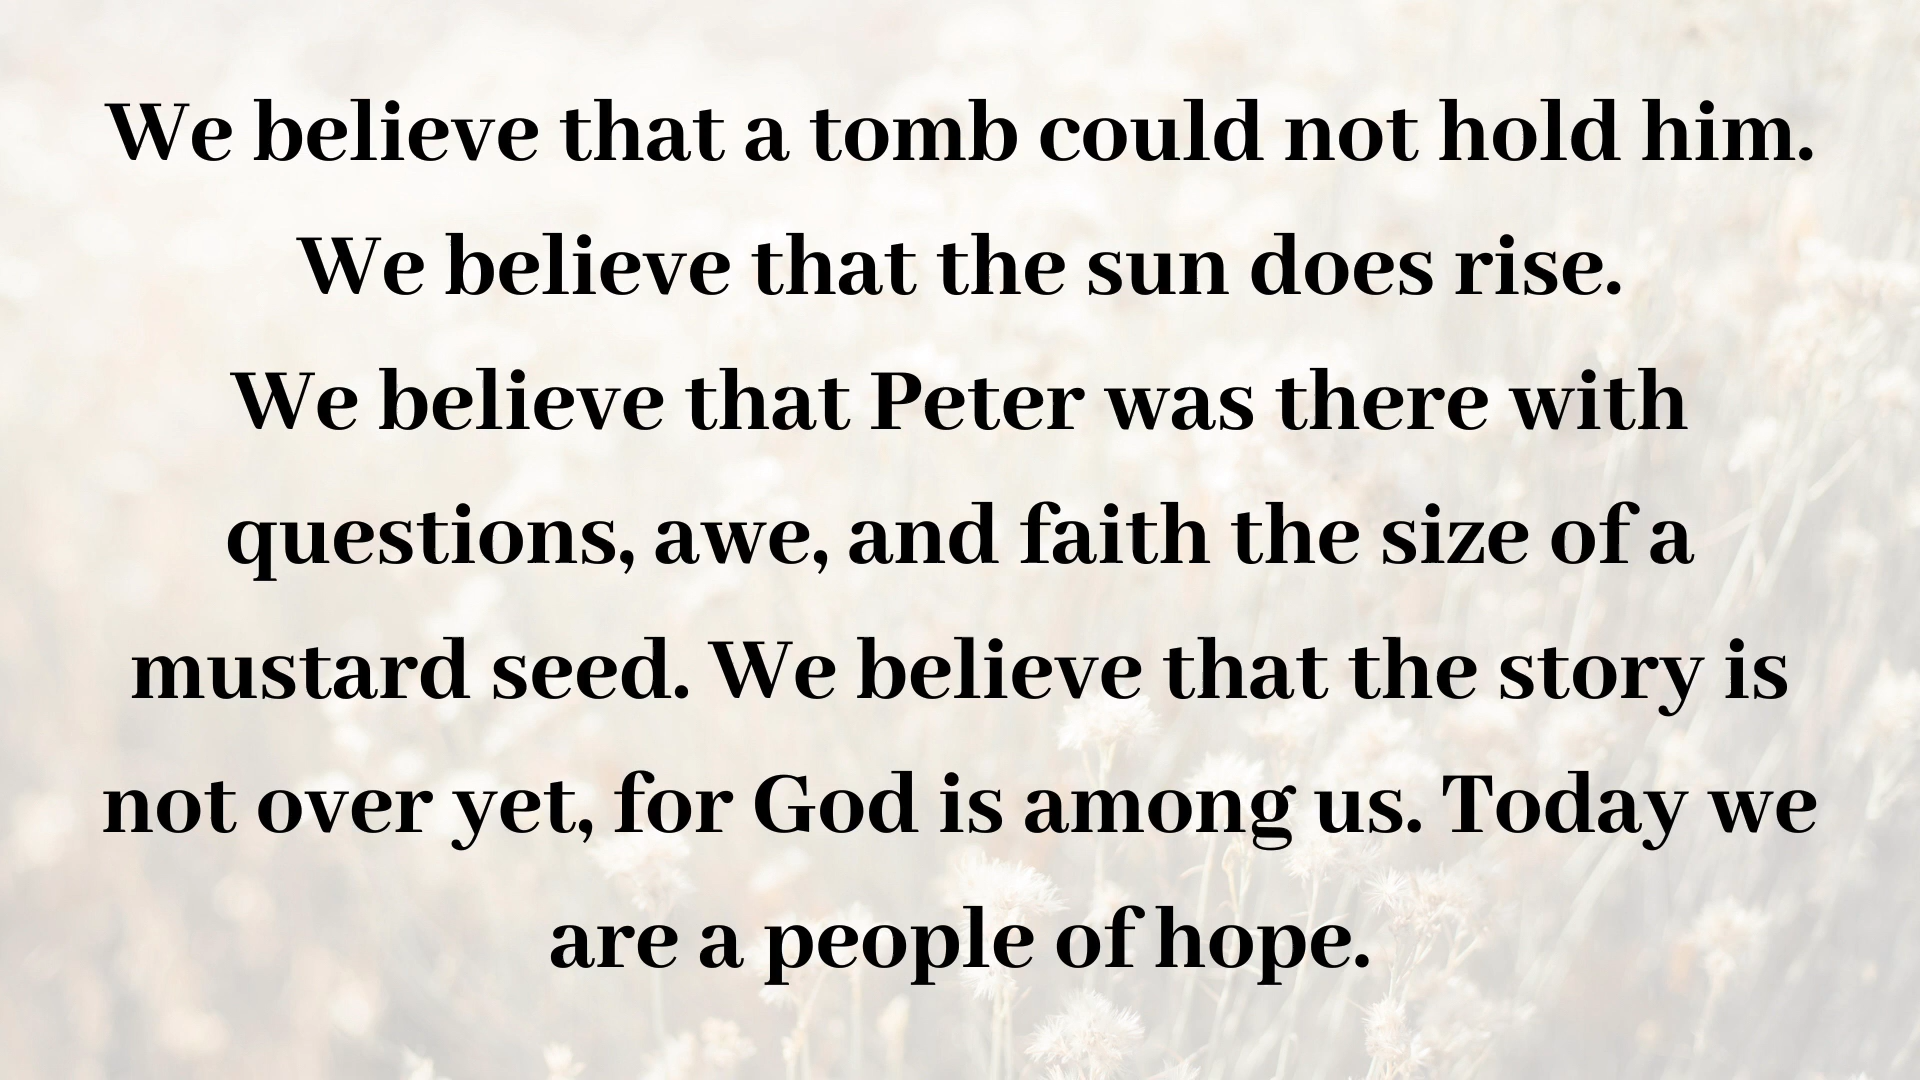 We believe that a tomb could not hold him.
We believe that the sun does rise.
We believe that Peter was there with
questions, awe, and faith the size of a
mustard seed. We believe that the story is
not over yet, for God is among us. Today we
are a people of hope.